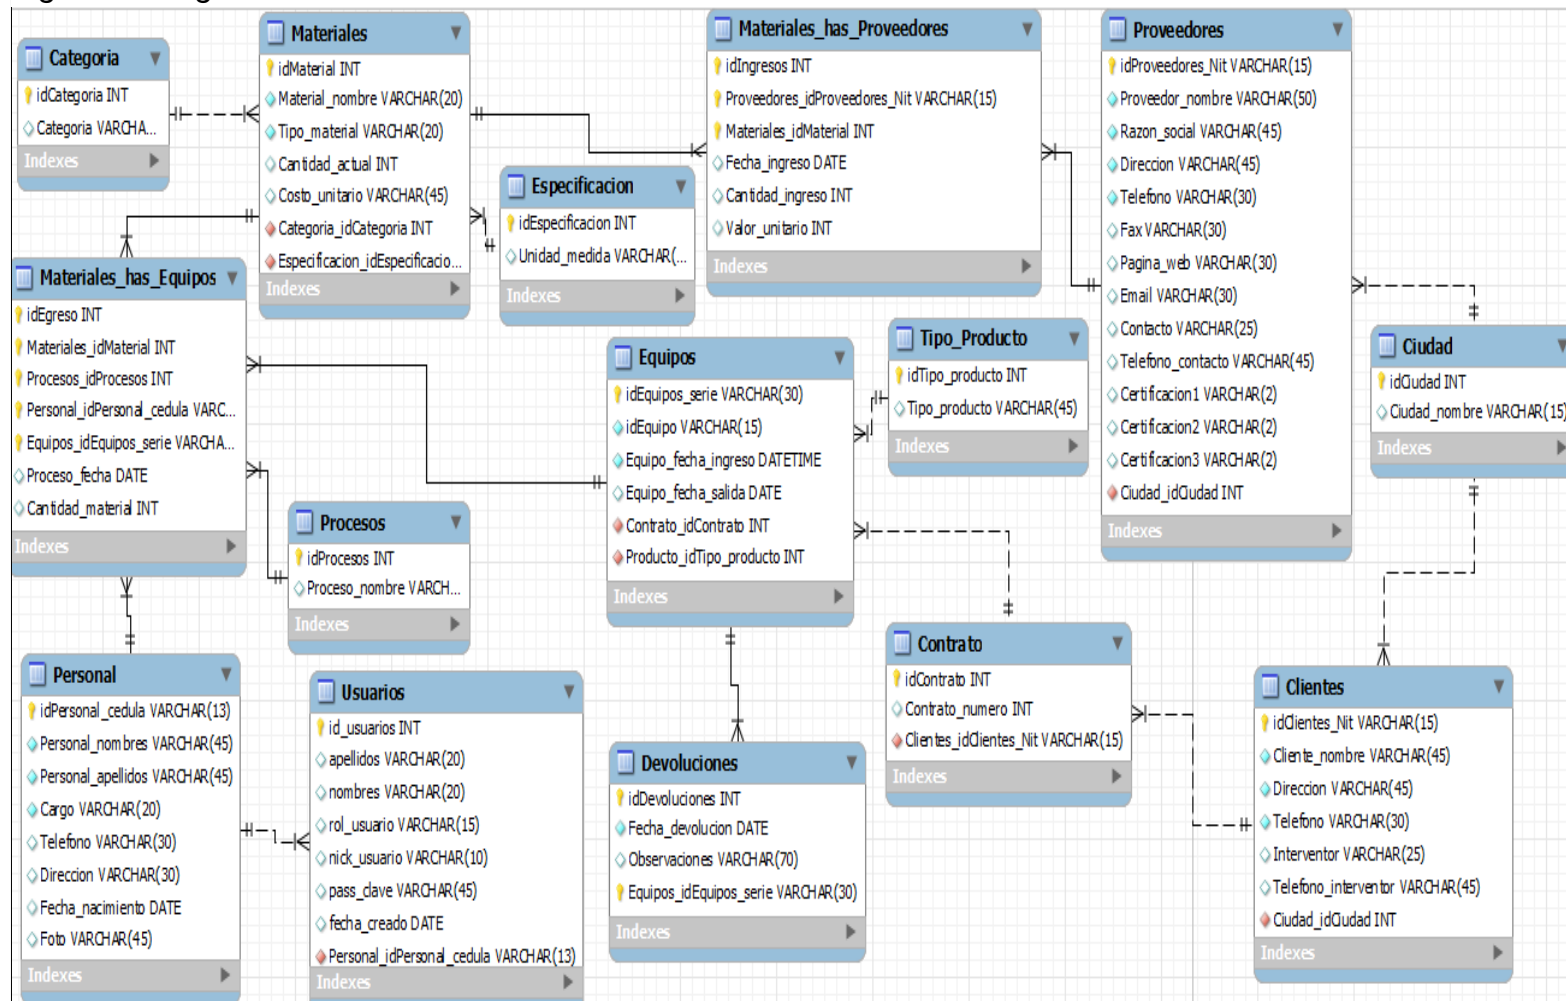 Categoria
idCategoria INT
Categoria VARCHA...
Indexes
Materiales
idMaterial INT
Material_nombre VARCHAR(20)
Tipo_material VARCHAR(20)
Cantidad_actual INT
Costo_unitario VARCHAR(45)
Categoria_idCategoria INT
Especificacion_idEspecificacio...
Indexes
Especificacion
idEspecificacion INT
Unidad_medida VARCHAR(...
Indexes
Materiales_has_Proveedores
idIngresos INT
Proveedores_idProveedores_Nit VARCHAR(15)
Materiales_idMaterial INT
Fecha_ingreso DATE
Cantidad_ingreso INT
Valor_unitario INT
Indexes
Proveedores
idProveedores_Nit VARCHAR(15)
Proveedor_nombre VARCHAR(50)
Razon_social VARCHAR(45)
Direccion VARCHAR(45)
Telefono VARCHAR(30)
Fax VARCHAR(30)
Pagina_web VARCHAR(30)
Email VARCHAR(30)
Contacto VARCHAR(25)
Telefono_contacto VARCHAR(45)
Certificacion1 VARCHAR(2)
Certificacion2 VARCHAR(2)
Certificacion3 VARCHAR(2)
Ciudad_idCiudad INT
Indexes
Materiales_has_Equipos
idEgreso INT
Materiales_idMaterial INT
Procesos_idProcesos INT
Personal_idPersonal_cedula VARC...
Equipos_idEquipos_serie VARCHA...
Proceso_fecha DATE
Cantidad_material INT
Indexes
Equipos
idEquipos_serie VARCHAR(30)
idEquipo VARCHAR(15)
Equipo_fecha_ingreso DATETIME
Equipo_fecha_salida DATE
Contrato_idContrato INT
Producto_idTipo_producto INT
Indexes
Tipo_Producto
idTipo_producto INT
Tipo_producto VARCHAR(45)
Indexes
Ciudad
idCiudad INT
Ciudad_nombre VARCHAR(15)
Indexes
Procesos
idProcesos INT
Proceso_nombre VARCH...
Indexes
Personal
idPersonal_cedula VARCHAR(13)
Personal_nombres VARCHAR(45)
Personal_apellidos VARCHAR(45)
Cargo VARCHAR(20)
Telefono VARCHAR(30)
Direccion VARCHAR(30)
Fecha_nacimiento DATE
Foto VARCHAR(45)
Indexes
Usuarios
id_usuarios INT
apellidos VARCHAR(20)
nombres VARCHAR(20)
rol_usuario VARCHAR(15)
nick_usuario VARCHAR(10)
pass_clave VARCHAR(45)
fecha_creado DATE
Personal_idPersonal_cedula VARCHAR(13)
Indexes
Devoluciones
idDevoluciones INT
Fecha_devolucion DATE
Observaciones VARCHAR(70)
Equipos_idEquipos_serie VARCHAR(30)
Indexes
Contrato
idContrato INT
Contrato_numero INT
Clientes_idClientes_Nit VARCHAR(15)
Indexes
Clientes
idClientes_Nit VARCHAR(15)
Cliente_nombre VARCHAR(45)
Direccion VARCHAR(45)
Telefono VARCHAR(30)
Interventor VARCHAR(25)
Telefono_interventor VARCHAR(45)
Ciudad_idCiudad INT
Indexes